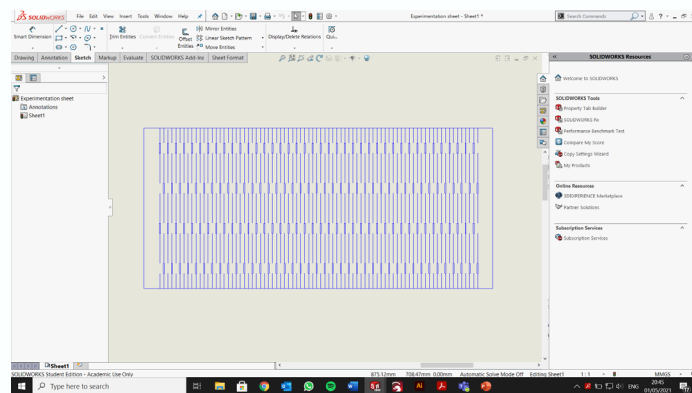 SOLIDWORKS File Edit View Insert Tools Window Help
Experimentation sheet - Sheet1 *
Search Commands
Smart Dimension
Trim Entities
Convert Entities
Offset Entities
Mirror Entities
Linear Sketch Pattern
Move Entities
Display/Delete Relations
Qui...
Drawing Annotation Sketch Markup Evaluate SOLIDWORKS Add-Ins Sheet Format
Experimentation sheet
Annotations
Sheet1
SOLIDWORKS Resources
Welcome to SOLIDWORKS
SOLIDWORKS Tools
Property Tab Builder
SOLIDWORKS Rx
Performance Benchmark Test
Compare My Score
Copy Settings Wizard
My Products
Online Resources
3DEXPERIENCE Marketplace
Partner Solutions
Subscription Services
Subscription Services
Sheet1
SOLIDWORKS Student Edition - Academic Use Only.
875.12mm 708.47mm 0.00mm Automatic Solve Mode Off Editing Sheet1 1:1 MMGS
Type here to search
ENG
20:45
01/05/2021